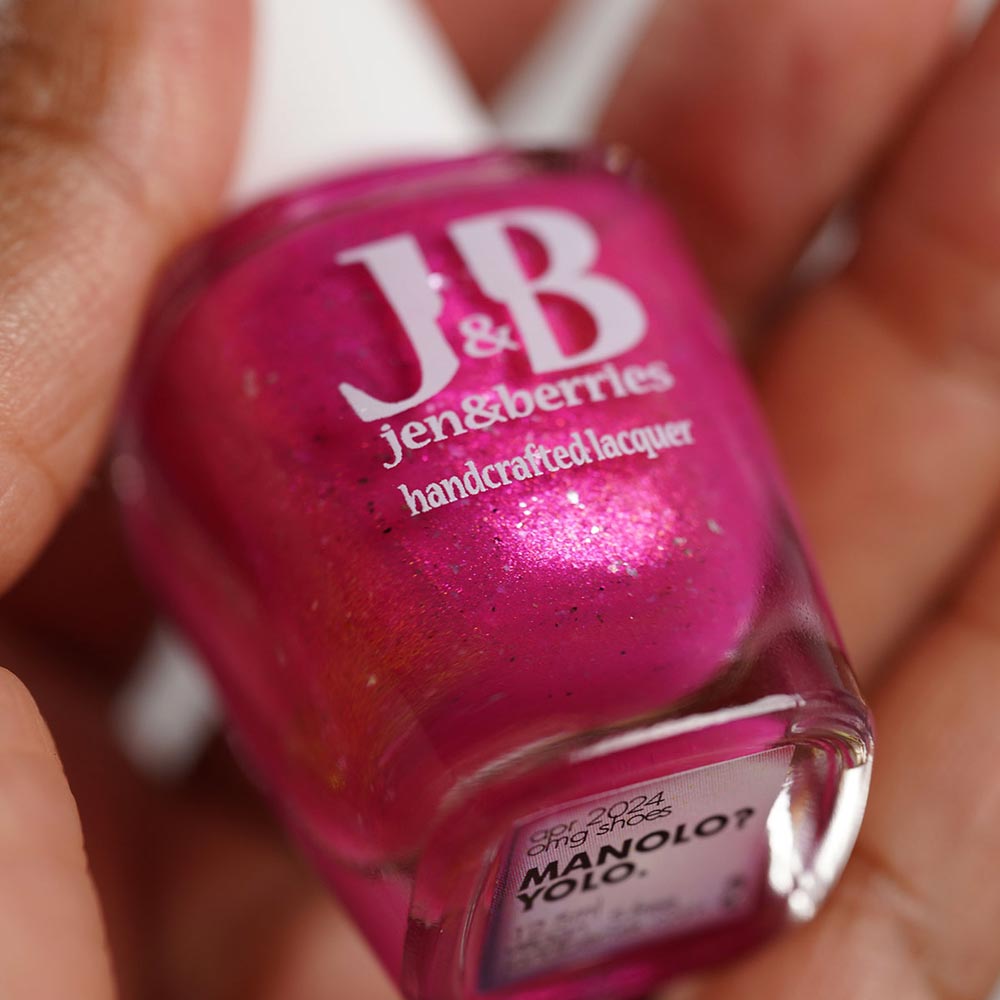 J&B
jen&berries
handcrafted lacquer
apr 2024
omg shoes
MANOLO?
YOLO.